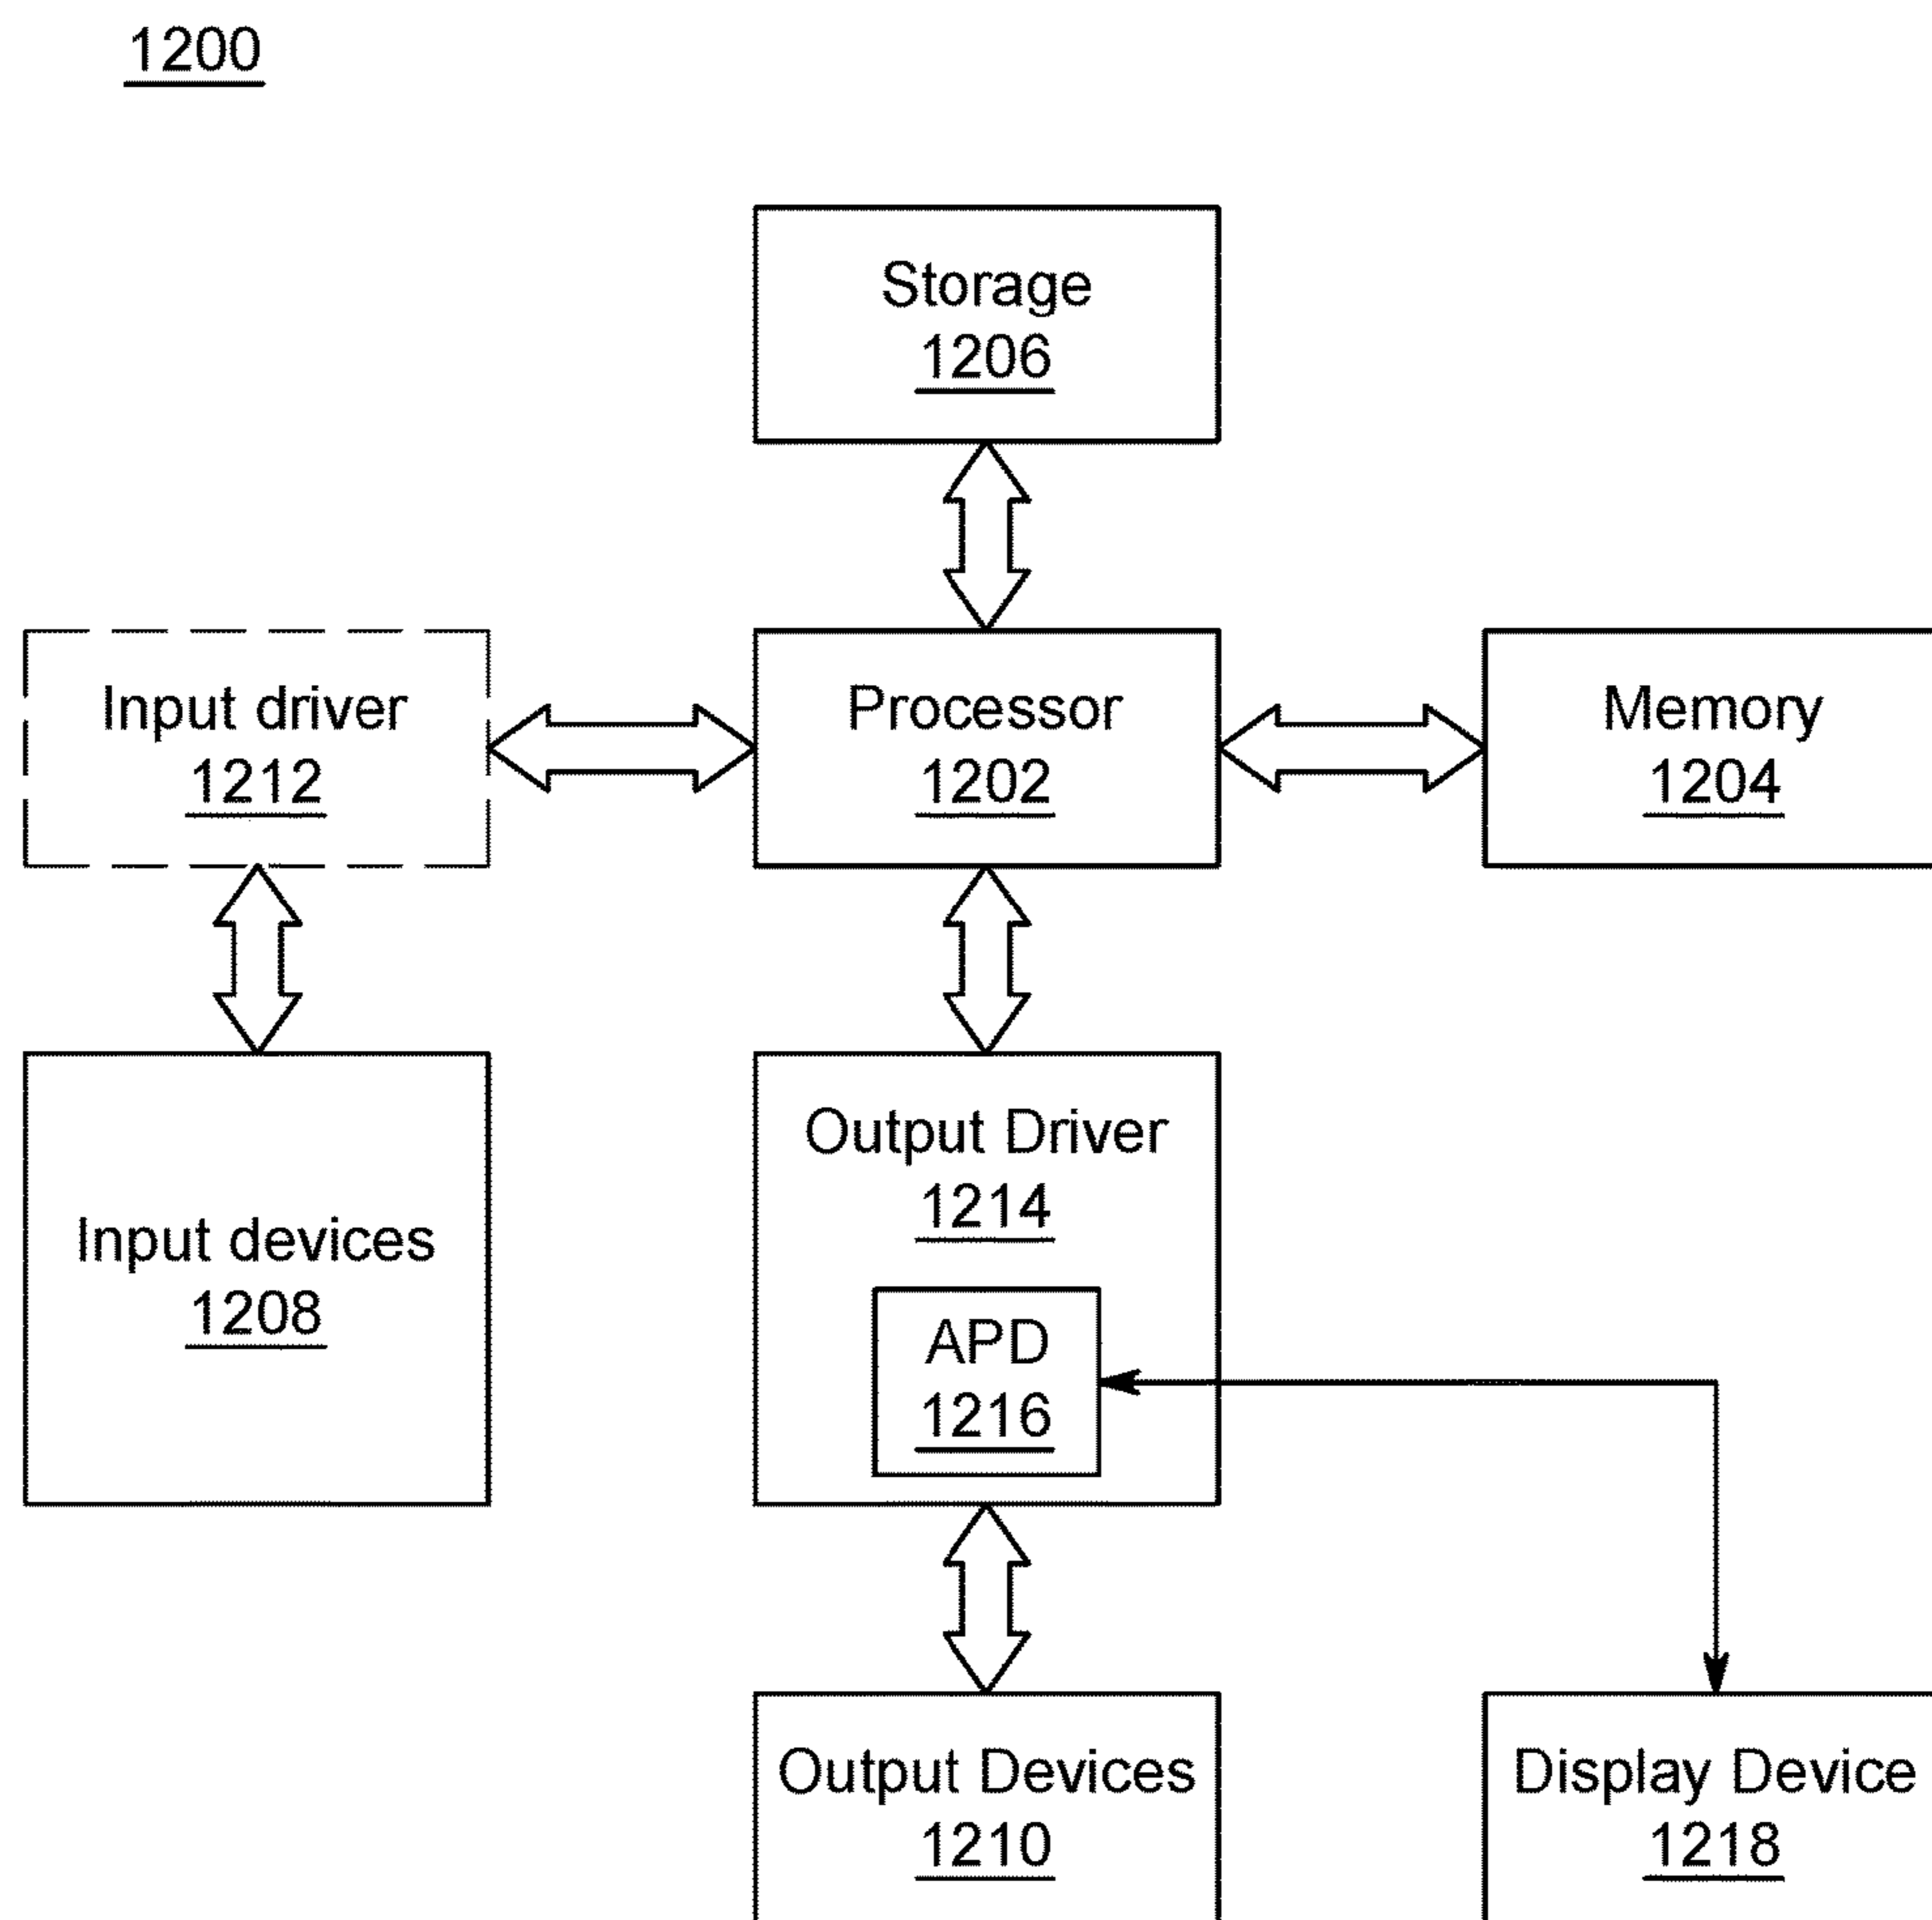 1200
Storage
1206
Input driver
1212
Processor
1202
Memory
1204
Input devices
1208
Output Driver
1214
APD
1216
Output Devices
1210
Display Device
1218